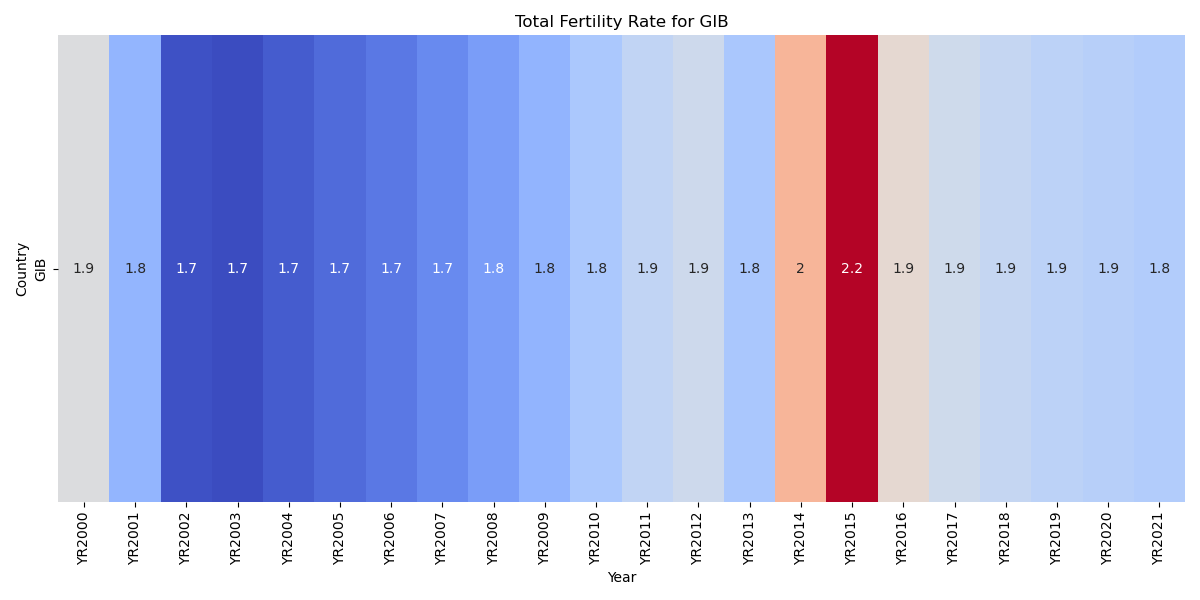 Total Fertility Rate for GIB
Country
GIB
1.9 1.8 1.7 1.7 1.7 1.7 1.7 1.7 1.8 1.8 1.8 1.9 1.9 1.8 2 2.2 1.9 1.9 1.9 1.9 1.9 1.8
YR2000 YR2001 YR2002 YR2003 YR2004 YR2005 YR2006 YR2007 YR2008 YR2009 YR2010 YR2011 YR2012 YR2013 YR2014 YR2015 YR2016 YR2017 YR2018 YR2019 YR2020 YR2021
Year